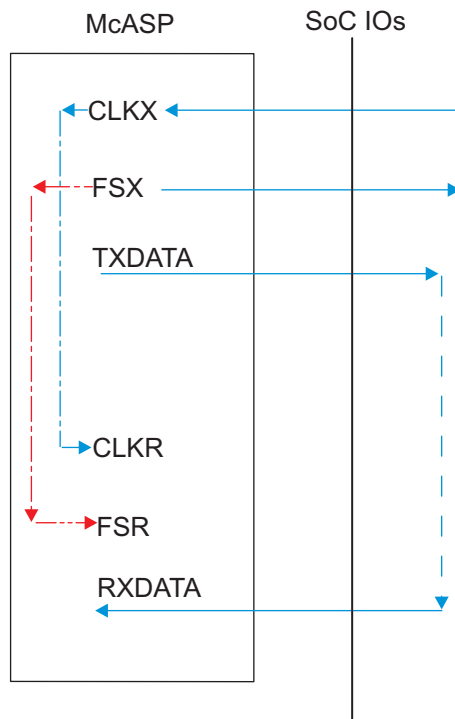 McASP
SoC IOs
CLKX
FSX
TXDATA
CLKR
FSR
RXDATA